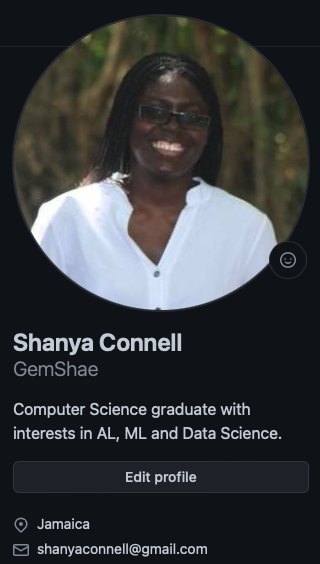 Shanya Connell
GemShae
Computer Science graduate with
interests in AL, ML and Data Science.
Edit profile
Jamaica
shanyaconnell@gmail.com